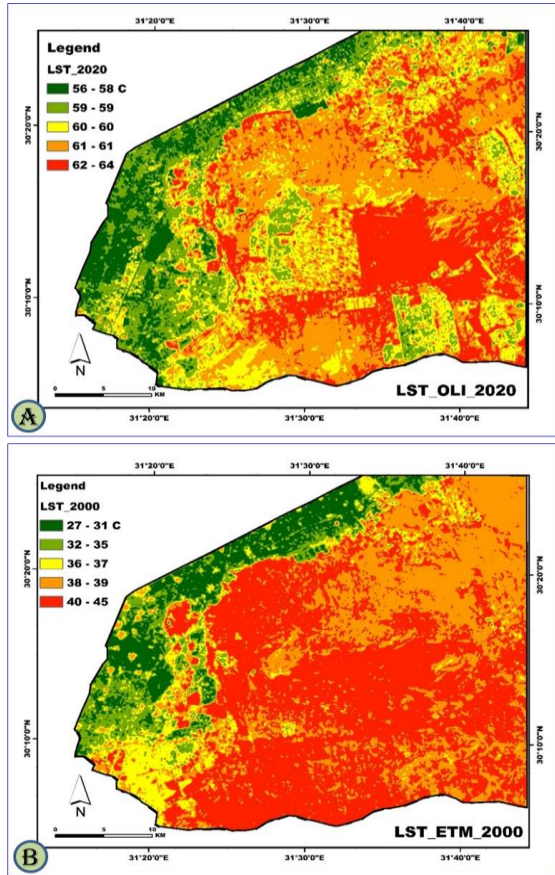 31°20'0"E 31°30'0"E 31°40'0"E
Legend
LST_2020
56 - 58 C
59 - 59
60 - 60
61 - 61
62 - 64
30°20'0"N
30°20'0"N
30°10'0"N
30°10'0"N
N
0 5 10
KM
LST_OLI_2020
A
31°20'0"E 31°30'0"E 31°40'0"E
31°20'0"E 31°30'0"E 31°40'0"E
Legend
LST_2000
27 - 31 C
32 - 35
36 - 37
38 - 39
40 - 45
30°20'0"N
30°20'0"N
30°10'0"N
30°10'0"N
N
0 5 10
KM
LST_ETM_2000
B
31°20'0"E 31°30'0"E 31°40'0"E